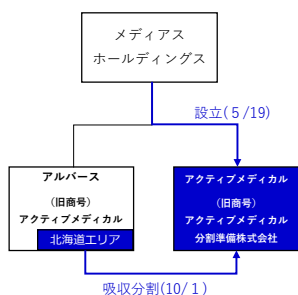 メディアス
ホールディングス
設立(５/19)
アルバース
（旧商号）
アクティブメディカル
北海道エリア
アクティブメディカル
（旧商号）
アクティブメディカル
分割準備株式会社
吸収分割(10/１)